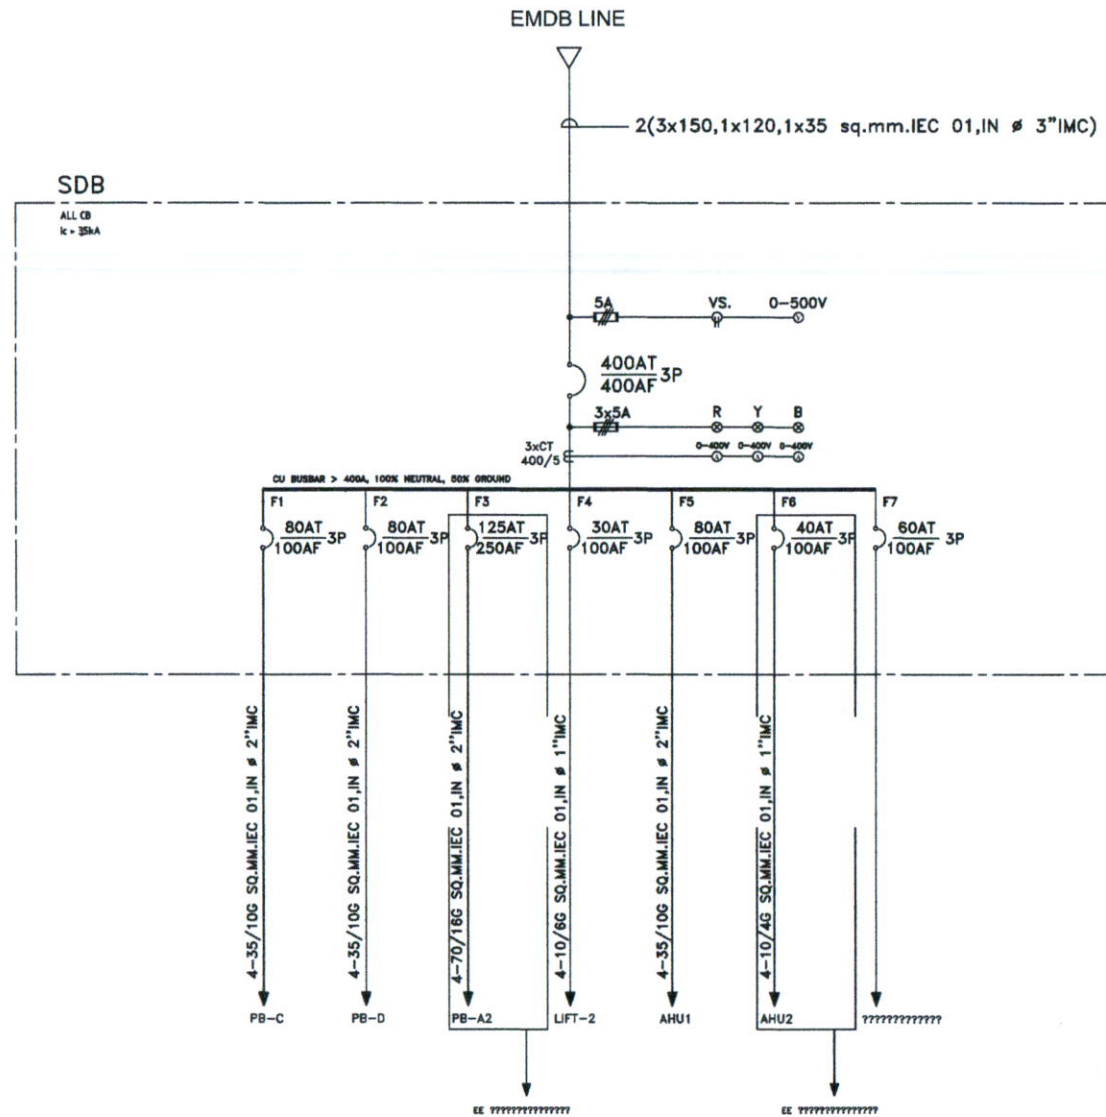 EMDB LINE
2(3x150,1x120,1x35 sq.mm.IEC 01,IN ø 3"IMC)
SDB
ALL CB
Ic = 35kA
5A
VS.
0-500V
400AT
400AF
3P
3x5A
R
Y
B
3xCT
400/5
0-400V
0-400V
0-400V
CU BUSBAR > 400A, 100% NEUTRAL, 50% GROUND
F1
F2
F3
F4
F5
F6
F7
80AT
100AF
3P
80AT
100AF
3P
125AT
250AF
3P
30AT
100AF
3P
80AT
100AF
3P
40AT
100AF
3P
60AT
100AF
3P
4-35/10G SQ.MM.IEC 01,IN ø 2"IMC
4-35/10G SQ.MM.IEC 01,IN ø 2"IMC
4-70/16G SQ.MM.IEC 01,IN ø 2"IMC
4-10/6G SQ.MM.IEC 01,IN ø 1"IMC
4-35/10G SQ.MM.IEC 01,IN ø 2"IMC
4-10/4G SQ.MM.IEC 01,IN ø 1"IMC
PB-C
PB-D
PB-A2
LIFT-2
AHU1
AHU2
?????????????
EE ???????????????
EE ???????????????